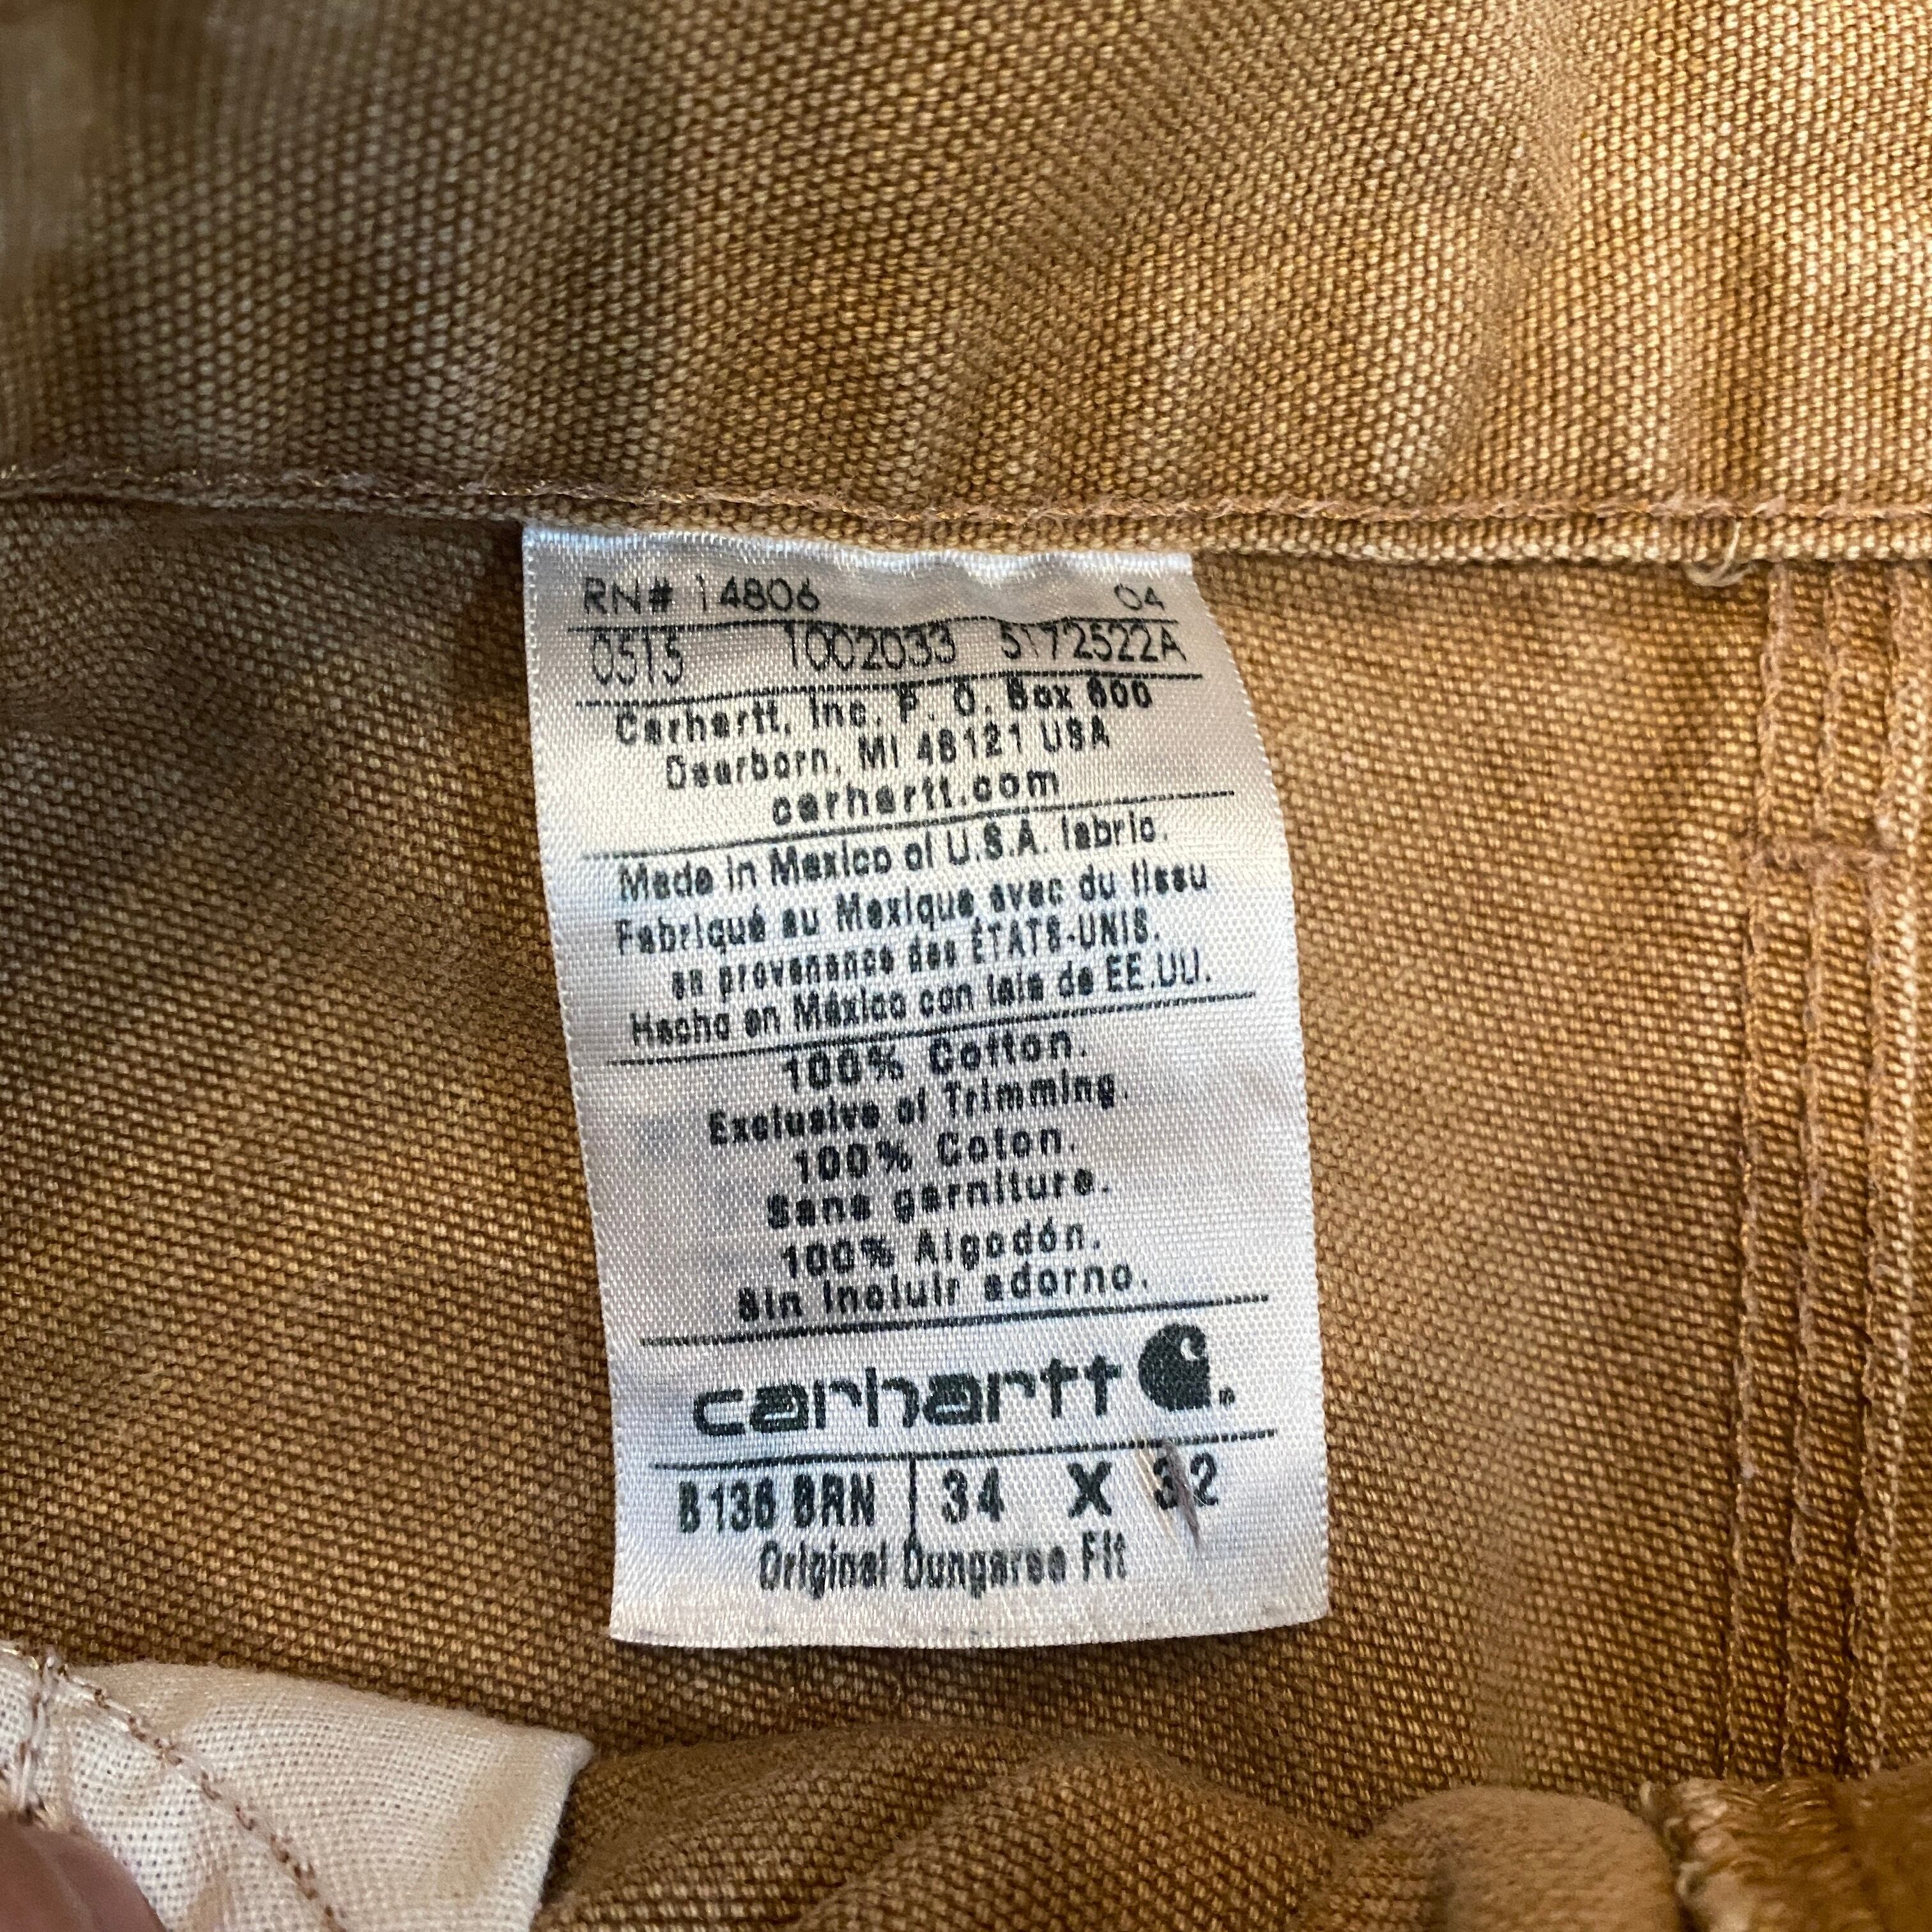 RN# 14806 04
0515 1002033 5172522A
Carhartt, Inc. P. O. Box 600
Dearborn, MI 48121 USA
carhartt.com
Made in Mexico of U.S.A. fabric.
Fabriqué au Mexique avec du tissu
en provenance des ÉTATS-UNIS.
Hecho en México con tela de EE.UU.
100% Cotton.
Exclusive of Trimming.
100% Coton.
Sans garniture.
100% Algodón.
Sin incluir adorno.
carhartt
B136 BRN 34 X 32
Original Dungaree Fit